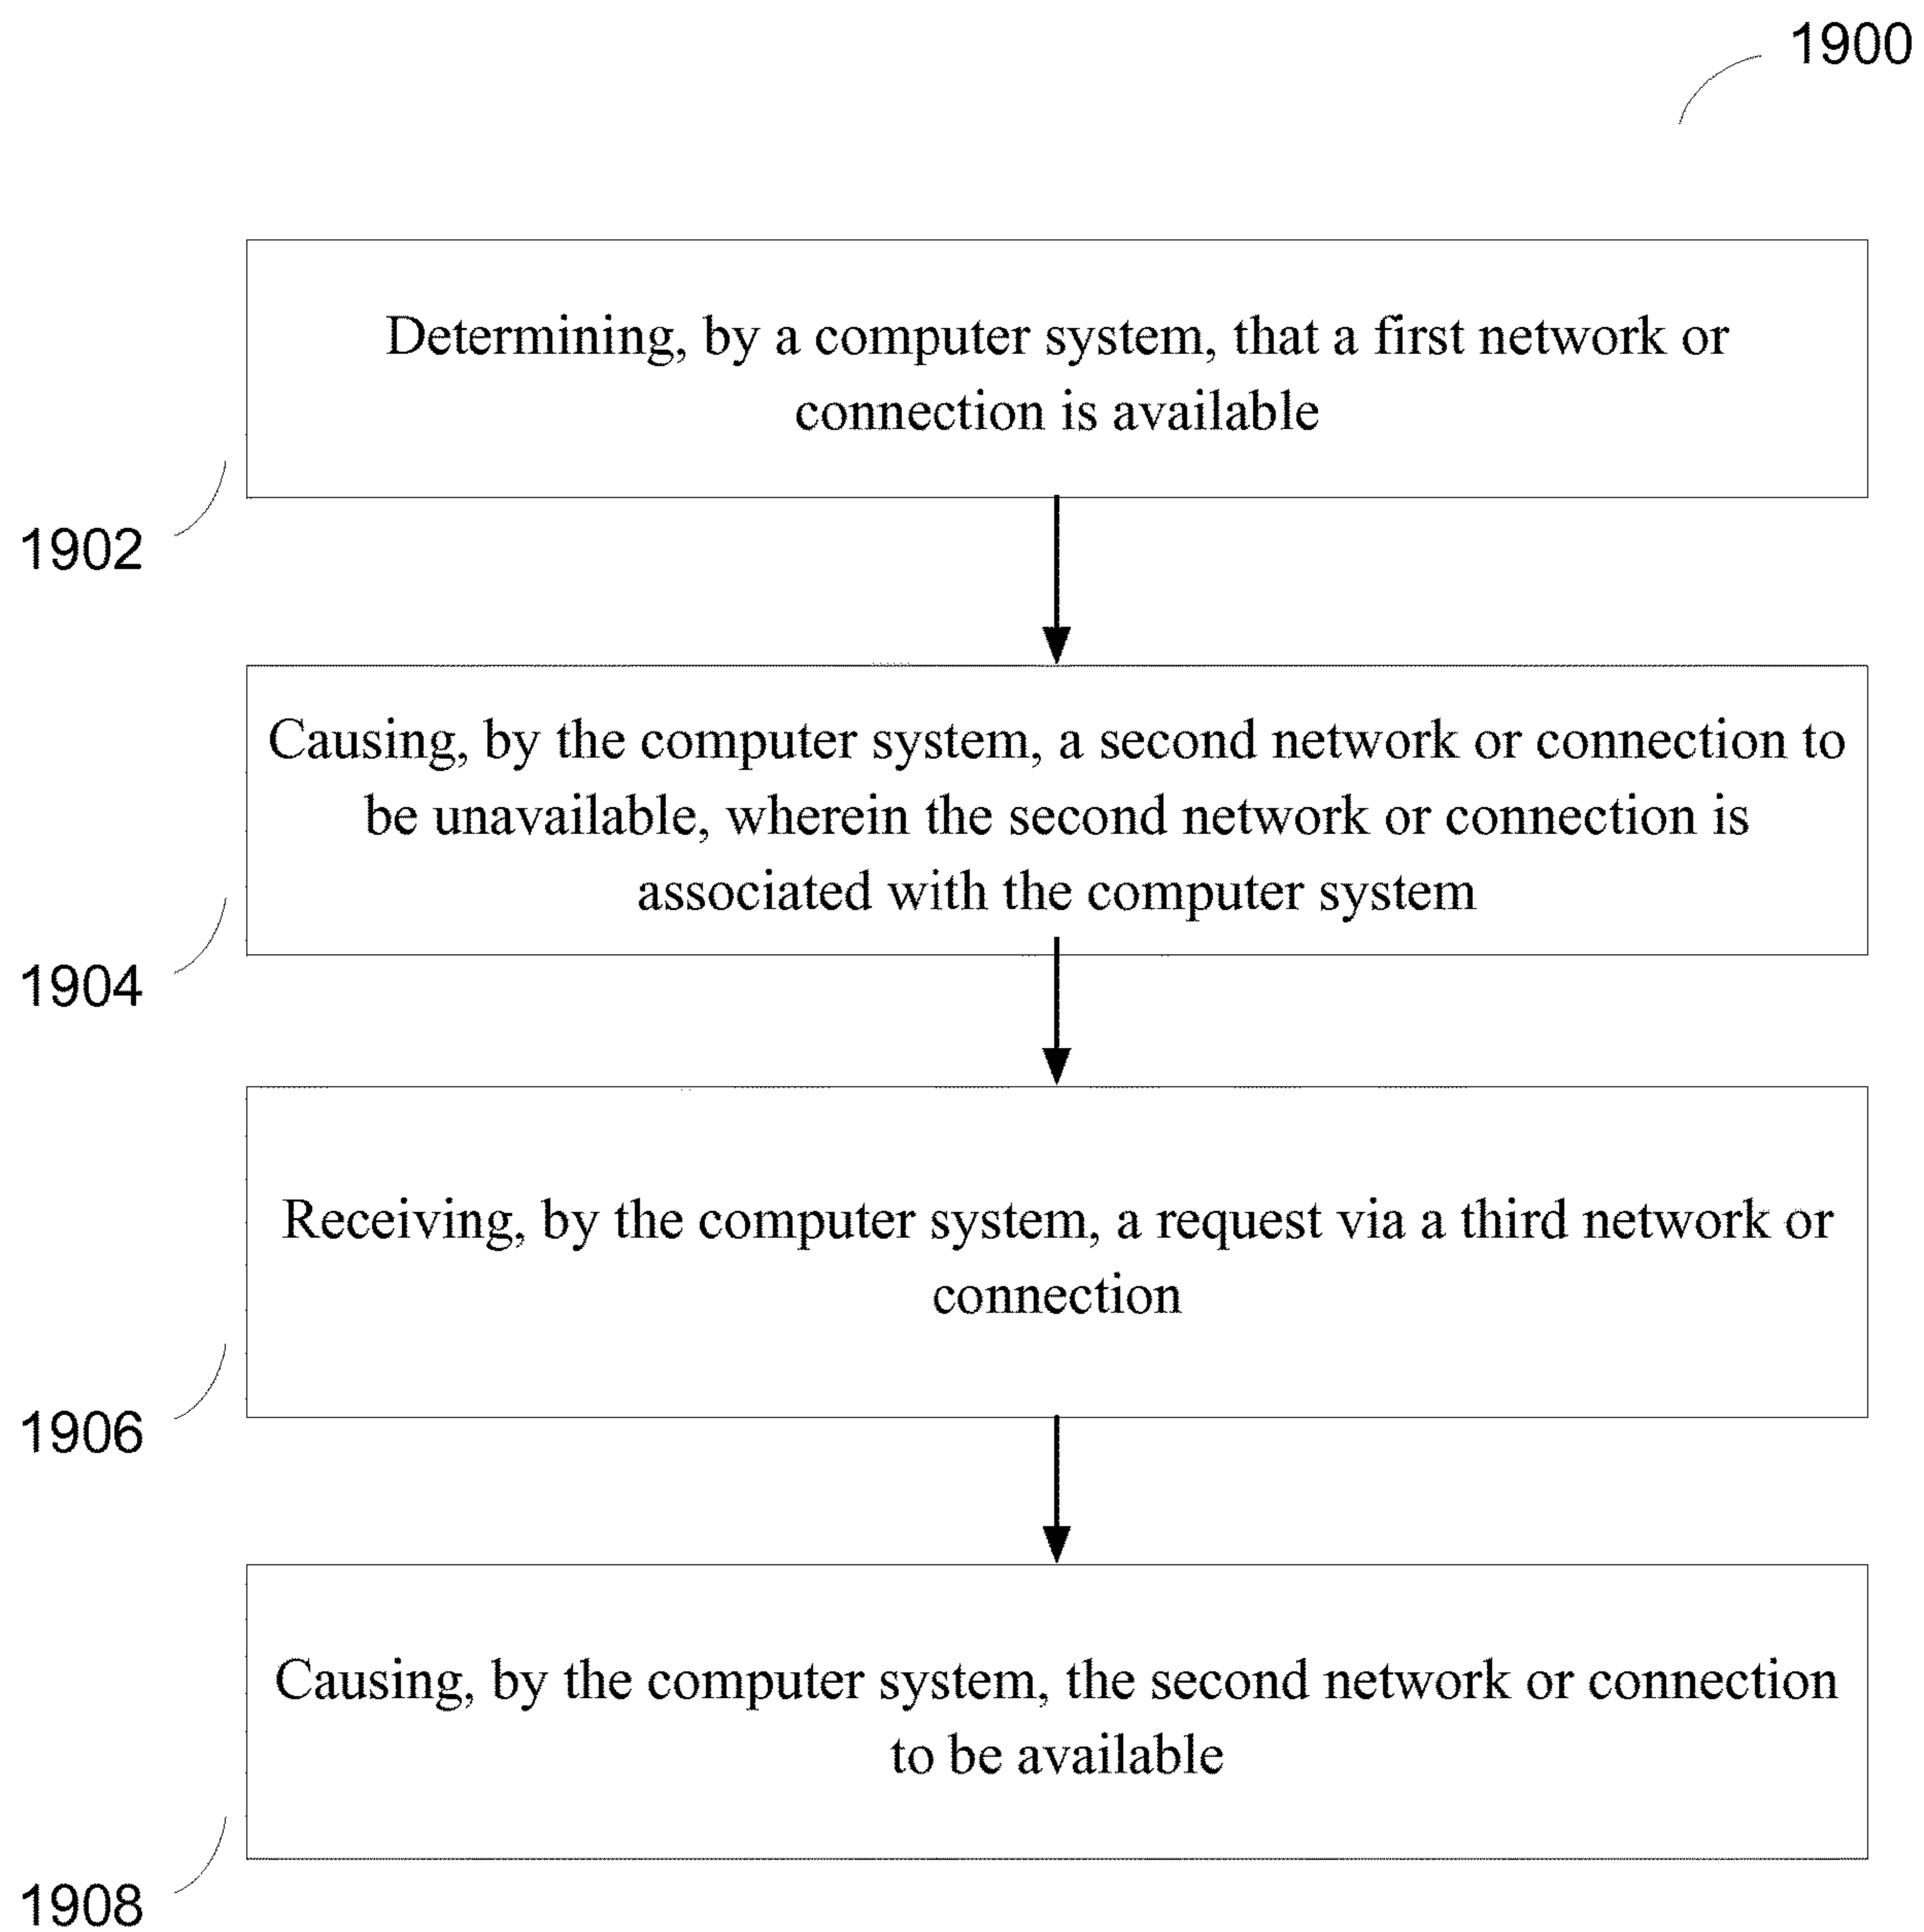 1900
Determining, by a computer system, that a first network or
connection is available
1902
Causing, by the computer system, a second network or connection to
be unavailable, wherein the second network or connection is
associated with the computer system
1904
Receiving, by the computer system, a request via a third network or
connection
1906
Causing, by the computer system, the second network or connection
to be available
1908